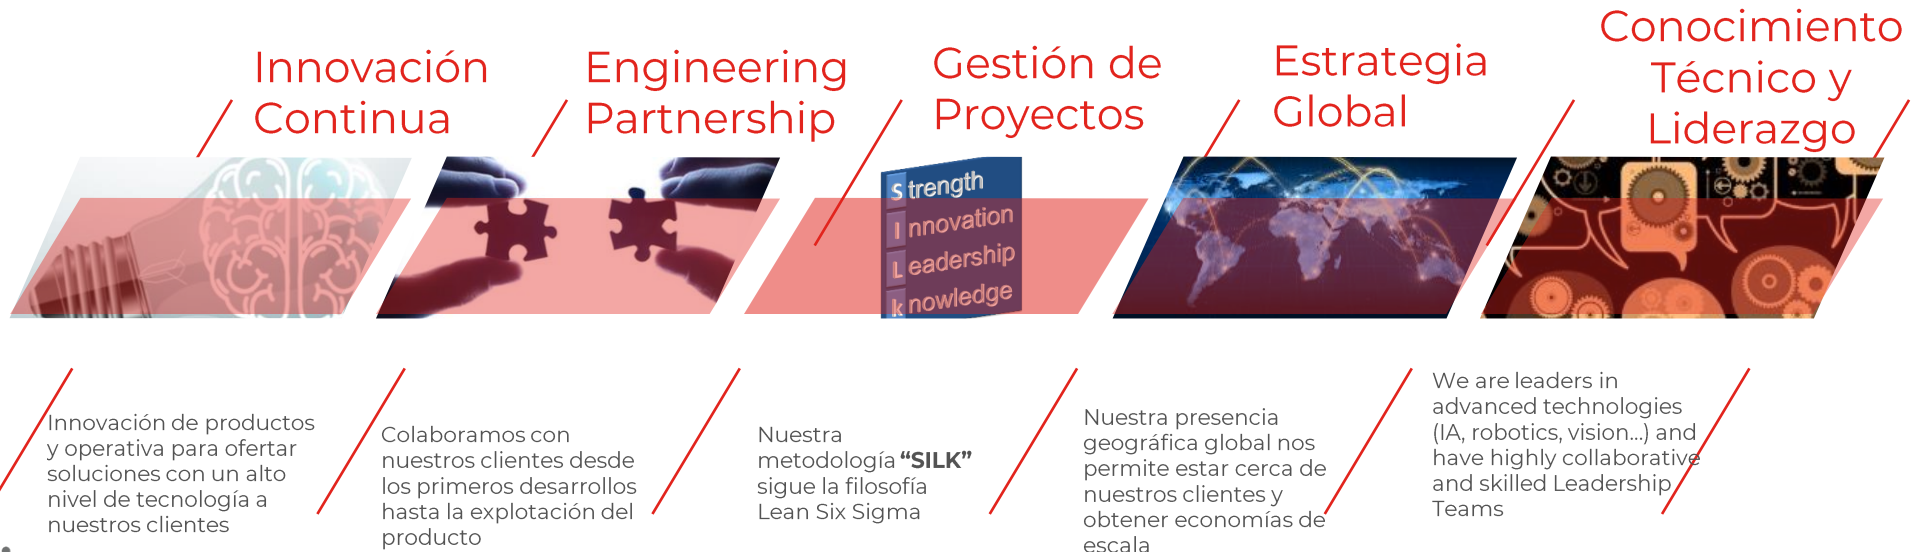 Innovación
Continua
Engineering
Partnership
Gestión de
Proyectos
Estrategia
Global
Conocimiento
Técnico y
Liderazgo
Strength
Innovation
Leadership
knowledge
Innovación de productos
y operativa para ofertar
soluciones con un alto
nivel de tecnología a
nuestros clientes
Colaboramos con
nuestros clientes desde
los primeros desarrollos
hasta la explotación del
producto
Nuestra
metodología “SILK”
sigue la filosofía
Lean Six Sigma
Nuestra presencia
geográfica global nos
permite estar cerca de
nuestros clientes y
obtener economías de
escala
We are leaders in
advanced technologies
(IA, robotics, vision...) and
have highly collaborative
and skilled Leadership
Teams